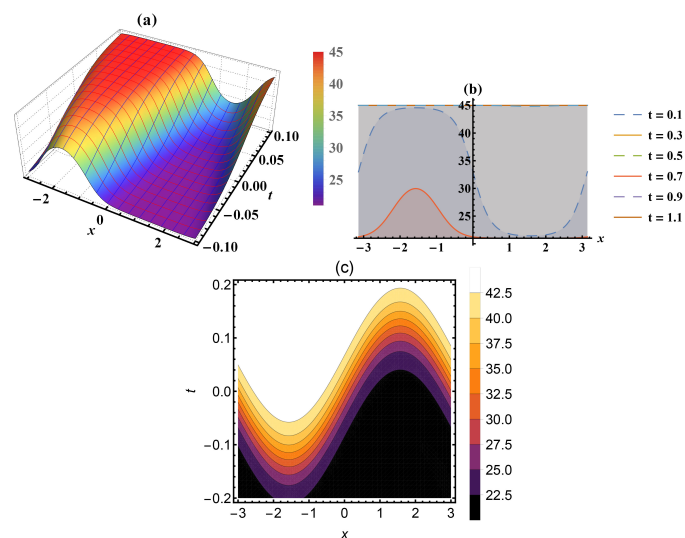 (a)
45
40
35
30
25
−2
0
2
x
0.10
0.05
0.00
−0.05
−0.10
t
(b)
45
40
35
30
25
−3 −2 −1 1 2 3 x
t = 0.1
t = 0.3
t = 0.5
t = 0.7
t = 0.9
t = 1.1
(c)
0.2
0.1
0.0
−0.1
−0.2
t
−3 −2 −1 0 1 2 3
x
42.5
40.0
37.5
35.0
32.5
30.0
27.5
25.0
22.5